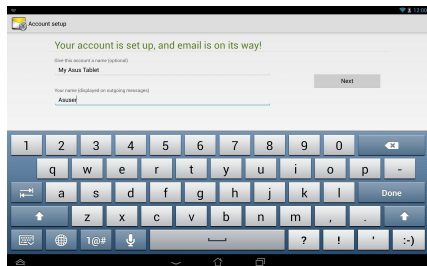 12:00
Account setup
Your account is set up, and email is on its way!
Give this account a name (optional)
My Asus Tablet
Next
Your name (displayed on outgoing messages)
Asuser
1 2 3 4 5 6 7 8 9 0
q w e r t y u i o p -
a s d f g h j k l Done
z x c v b n m , .
1@# ? ! ' :-)